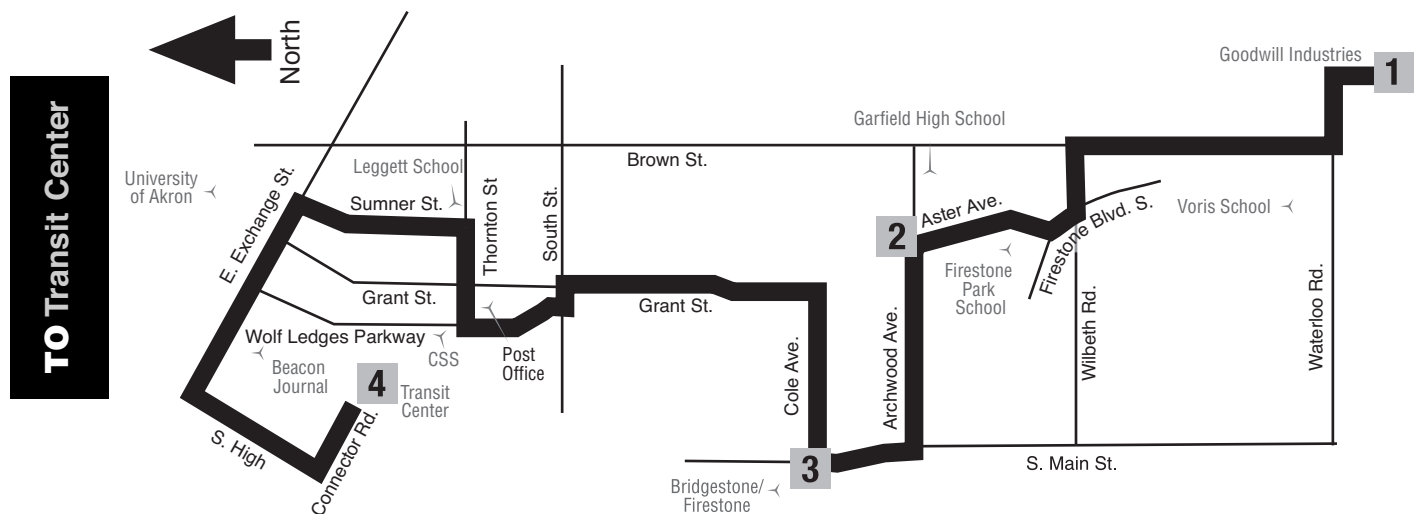 TO Transit Center
North
Goodwill Industries
1
Garfield High School
Brown St.
University
of Akron
Leggett School
E. Exchange St.
Sumner St.
Thornton St
South St.
Aster Ave.
2
Firestone Blvd. S.
Voris School
Firestone
Park
School
Grant St.
Grant St.
Wolf Ledges Parkway
CSS
Post
Office
Beacon
Journal
4
Transit
Center
Cole Ave.
Archwood Ave.
Wilbeth Rd.
Waterloo Rd.
S. High
Connector Rd.
3
S. Main St.
Bridgestone/
Firestone